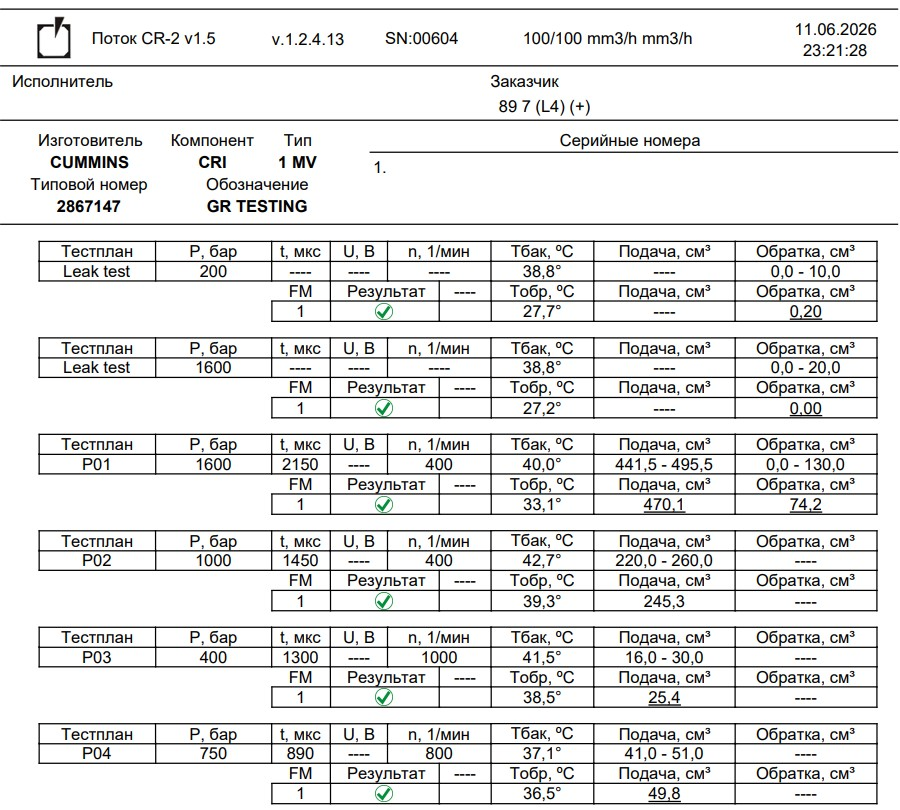 Поток CR-2 v1.5 v.1.2.4.13 SN:00604 100/100 mm3/h mm3/h 11.06.2026
23:21:28
Исполнитель Заказчик
89 7 (L4) (+)
Изготовитель Компонент Тип Серийные номера
CUMMINS CRI 1 MV 1.
Типовой номер Обозначение
2867147 GR TESTING
Тестплан P, бар t, мкс U, В n, 1/мин Тбак, ºC Подача, см³ Обратка, см³
Leak test 200 ---- ---- ---- 38,8° ---- 0,0 - 10,0
FM Результат ---- Тобр, ºC Подача, см³ Обратка, см³
1 27,7° ---- 0,20
Тестплан P, бар t, мкс U, В n, 1/мин Тбак, ºC Подача, см³ Обратка, см³
Leak test 1600 ---- ---- ---- 38,8° ---- 0,0 - 20,0
FM Результат ---- Тобр, ºC Подача, см³ Обратка, см³
1 27,2° ---- 0,00
Тестплан P, бар t, мкс U, В n, 1/мин Тбак, ºC Подача, см³ Обратка, см³
P01 1600 2150 ---- 400 40,0° 441,5 - 495,5 0,0 - 130,0
FM Результат ---- Тобр, ºC Подача, см³ Обратка, см³
1 33,1° 470,1 74,2
Тестплан P, бар t, мкс U, В n, 1/мин Тбак, ºC Подача, см³ Обратка, см³
P02 1000 1450 ---- 400 42,7° 220,0 - 260,0 ----
FM Результат ---- Тобр, ºC Подача, см³ Обратка, см³
1 39,3° 245,3 ----
Тестплан P, бар t, мкс U, В n, 1/мин Тбак, ºC Подача, см³ Обратка, см³
P03 400 1300 ---- 1000 41,5° 16,0 - 30,0 ----
FM Результат ---- Тобр, ºC Подача, см³ Обратка, см³
1 38,5° 25,4 ----
Тестплан P, бар t, мкс U, В n, 1/мин Тбак, ºC Подача, см³ Обратка, см³
P04 750 890 ---- 800 37,1° 41,0 - 51,0 ----
FM Результат ---- Тобр, ºC Подача, см³ Обратка, см³
1 36,5° 49,8 ----